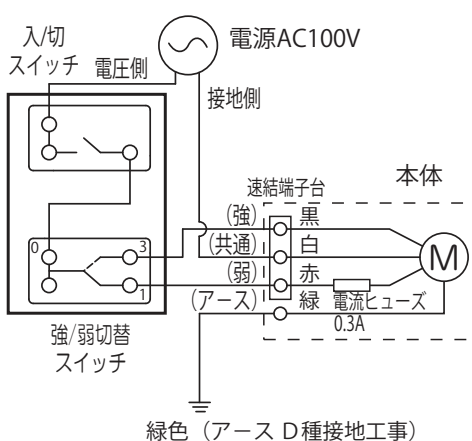 入/切
スイッチ
電圧側
電源AC100V
接地側
速結端子台
本体
(強)
黒
(共通)
白
0
3
(弱)
赤
1
(アース)
緑
電流ヒューズ
0.3A
M
強/弱切替
スイッチ
緑色（アース D種接地工事）